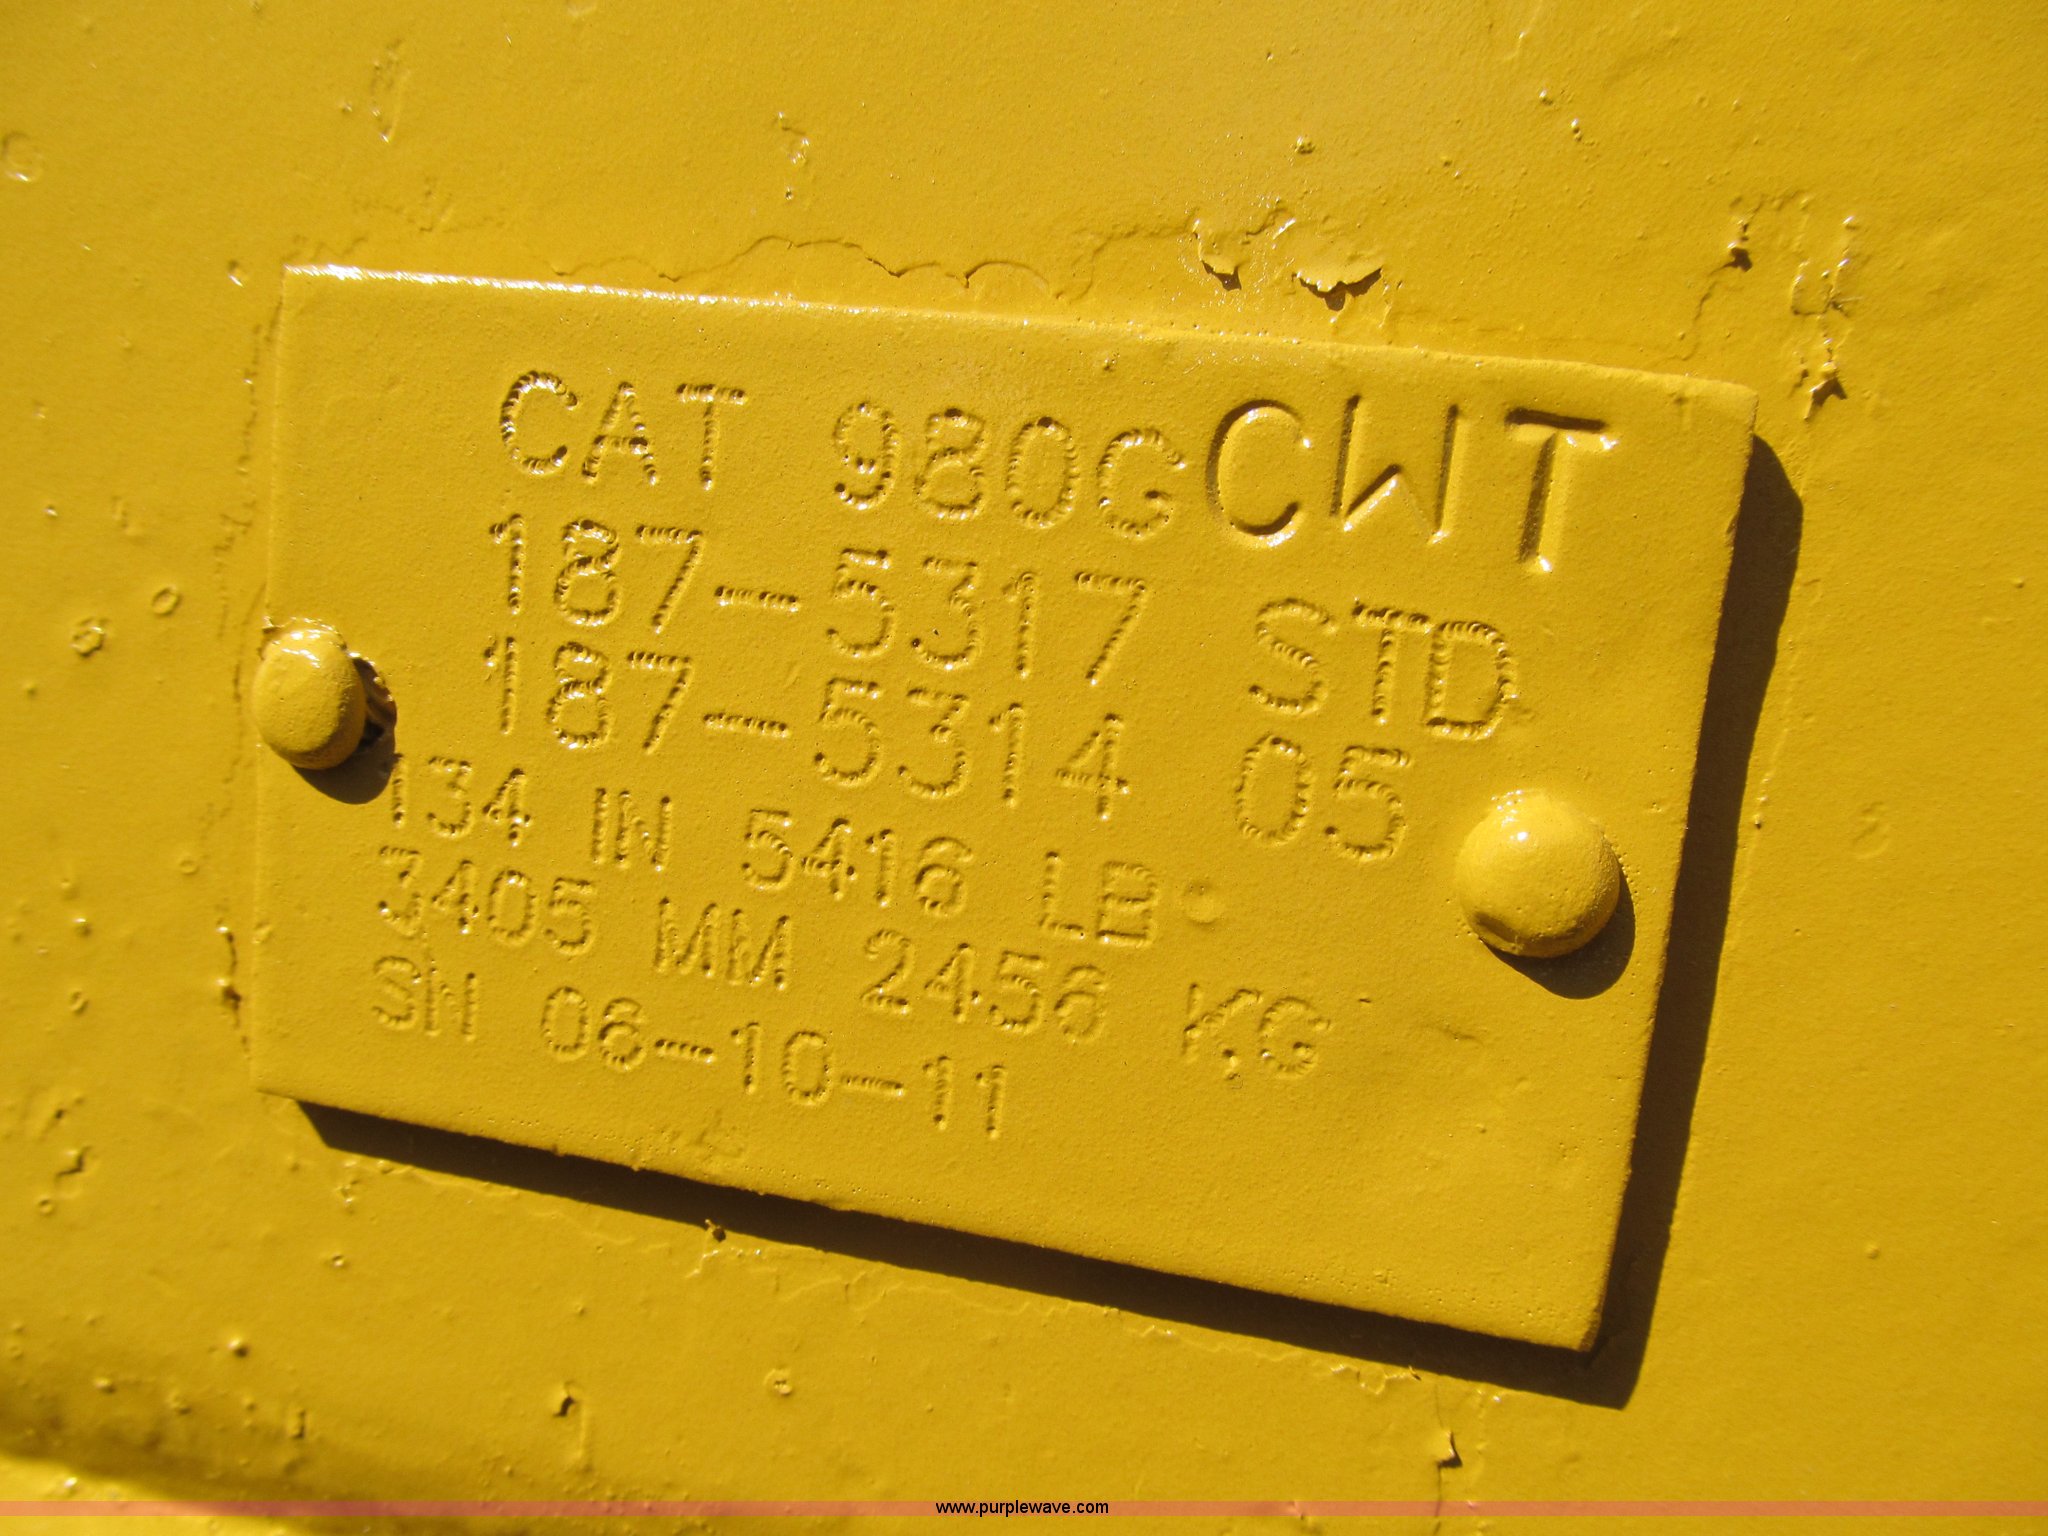 CAT 980G CWT
187-5317 STD
187-5314 05
134 IN 5416 LB
3405 MM 2456 KG
SN 06-10-11
www.purplewave.com